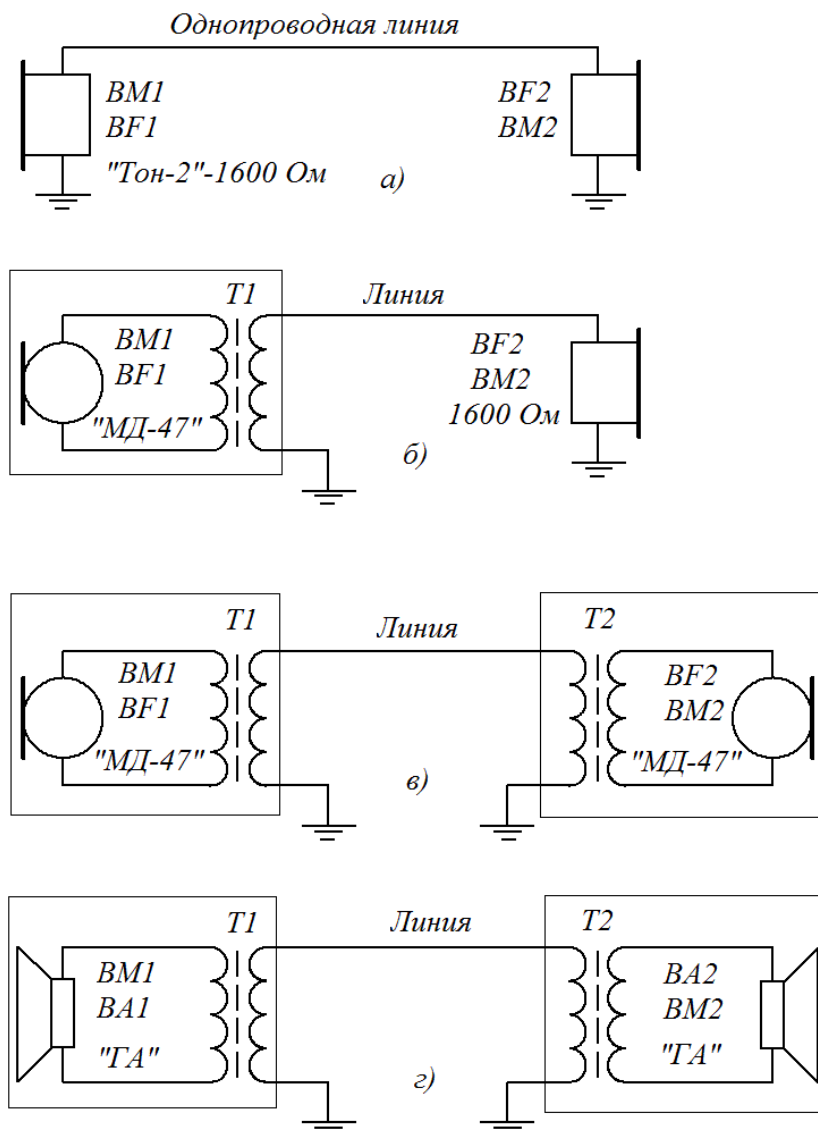 Однопроводная линия
BM1
BF1
"Тон-2"-1600 Ом
BF2
BM2
а)
T1
Линия
BM1
BF1
"МД-47"
BF2
BM2
1600 Ом
б)
T1
Линия
T2
BM1
BF1
"МД-47"
BF2
BM2
"МД-47"
в)
T1
Линия
T2
BM1
BA1
"ГА"
BA2
BM2
"ГА"
г)